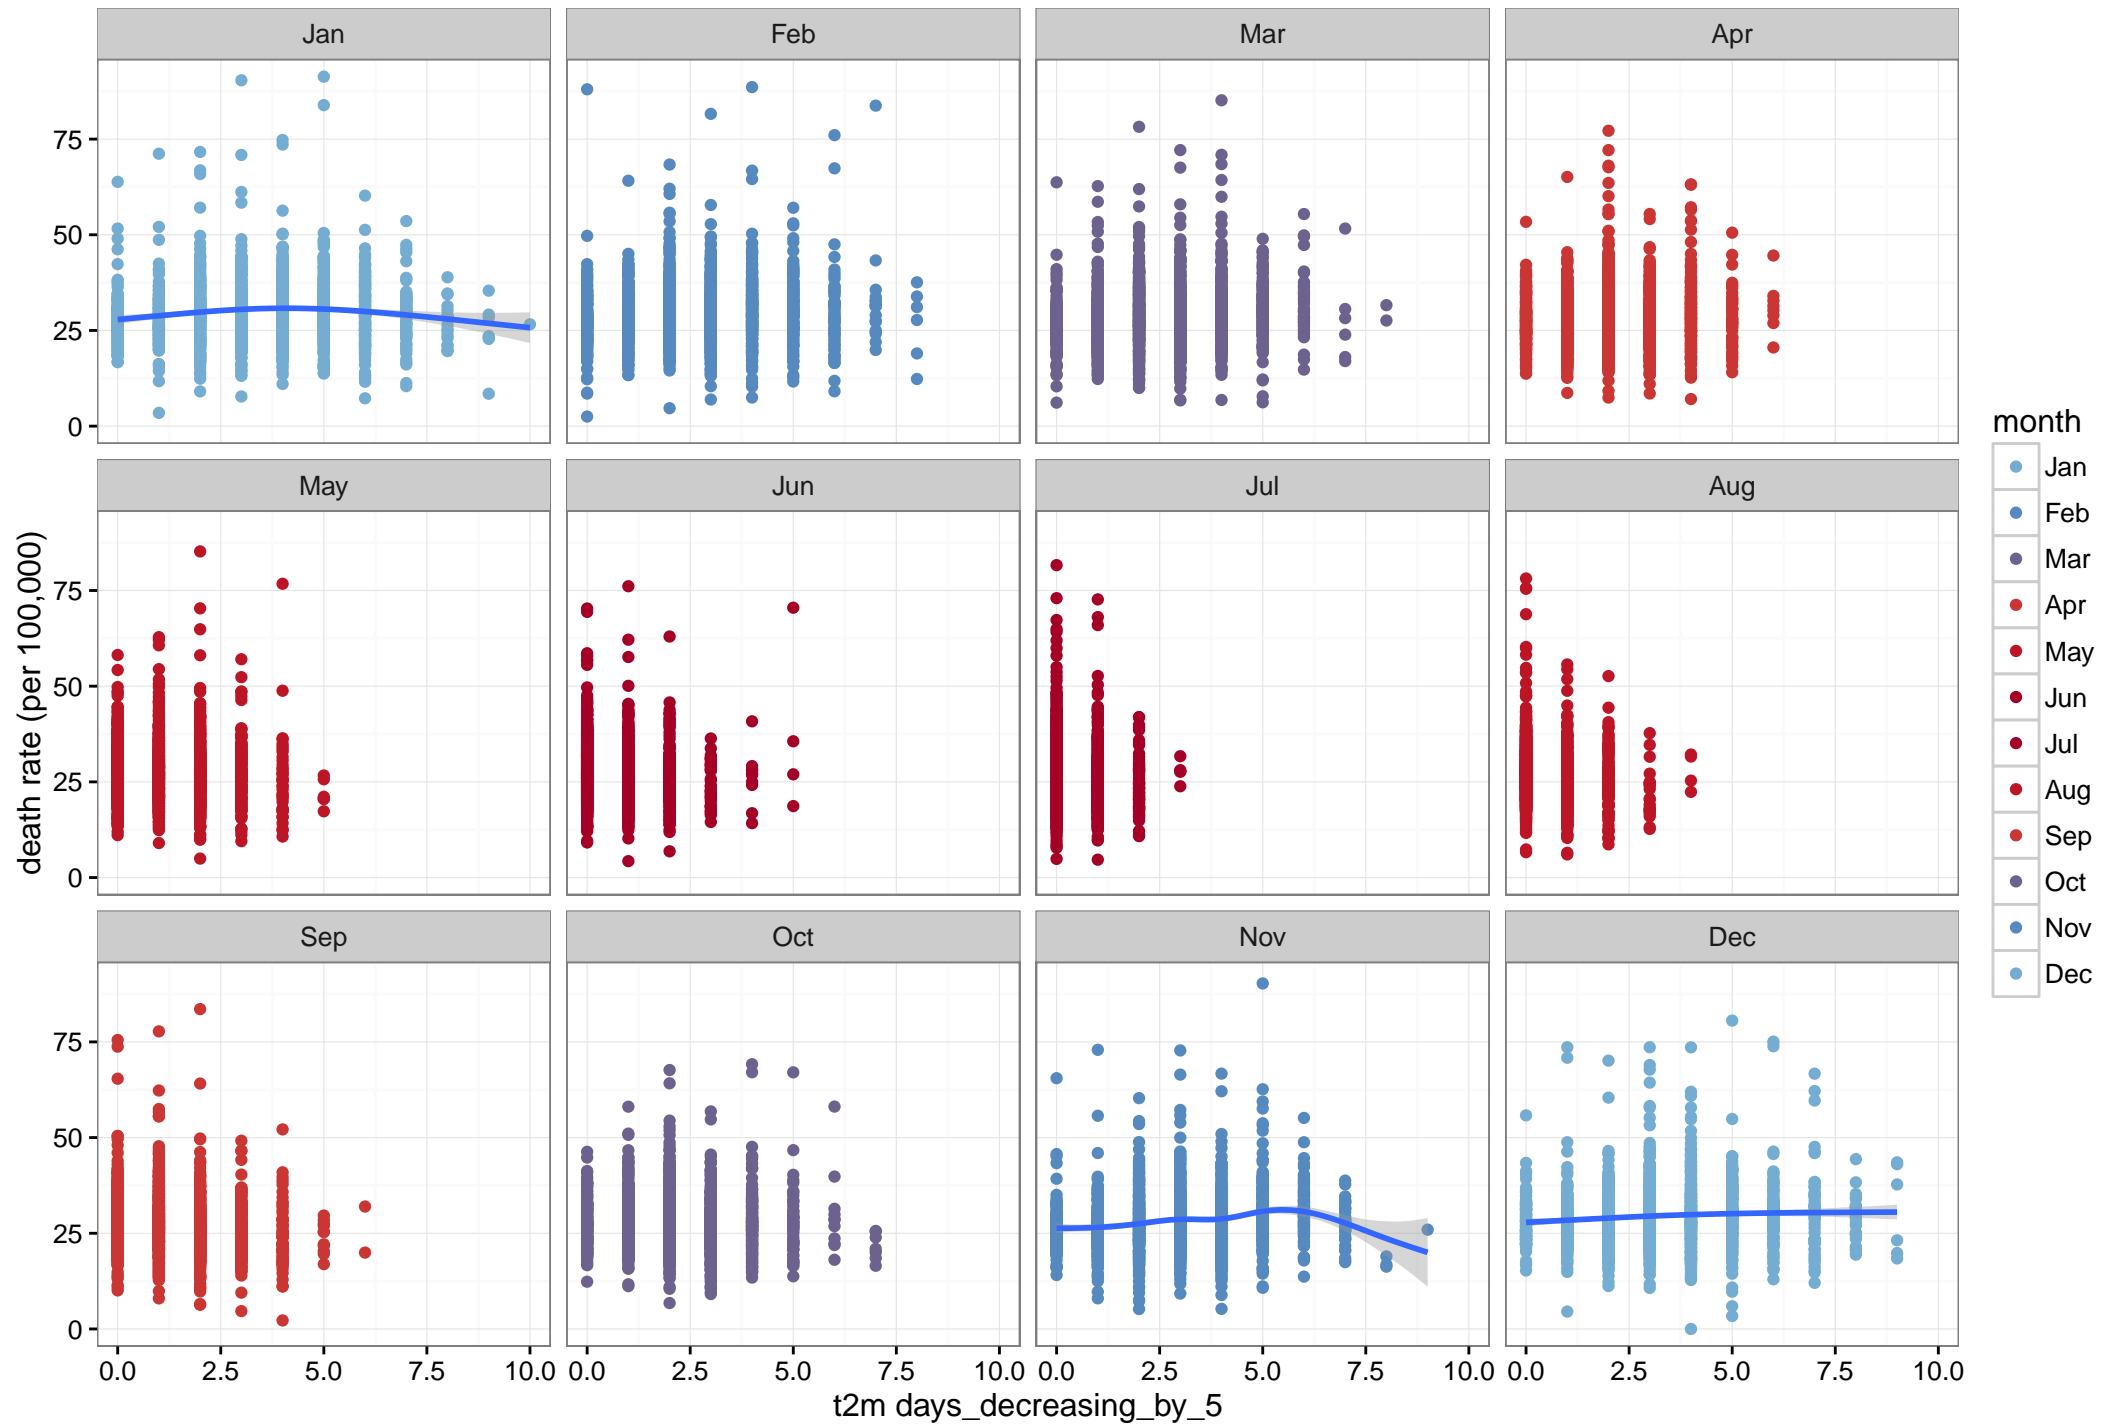 Jan Feb Mar Apr
75
50
25
0
May Jun Jul Aug
75
50
25
0
Sep Oct Nov Dec
75
50
25
0
0.0 2.5 5.0 7.5 10.0 0.0 2.5 5.0 7.5 10.0 0.0 2.5 5.0 7.5 10.0 0.0 2.5 5.0 7.5 10.0
t2m days_decreasing_by_5
death rate (per 100,000)
month
Jan
Feb
Mar
Apr
May
Jun
Jul
Aug
Sep
Oct
Nov
Dec